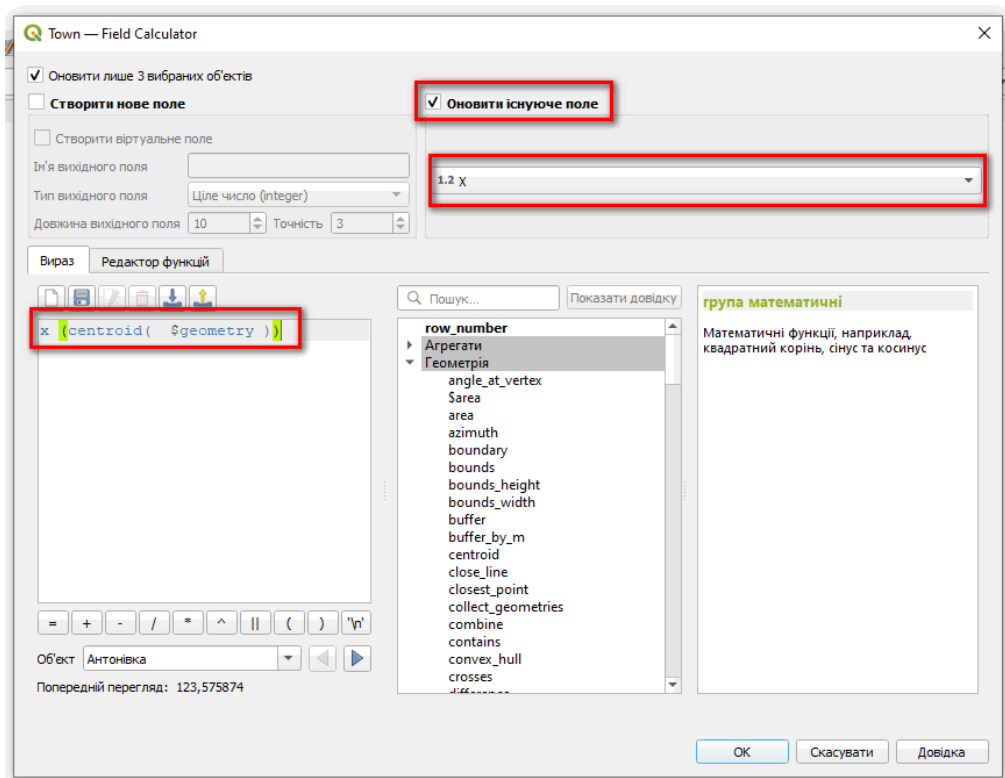 Town — Field Calculator
Оновити лише 3 вибраних об'єктів
Створити нове поле
Оновити існуюче поле
Створити віртуальне поле
Ім'я вихідного поля
Тип вихідного поля Ціле число (integer)
Довжина вихідного поля 10 Точність 3
1.2 X
Вираз Редактор функцій
x (centroid( $geometry ))
Пошук... Показати довідку
row_number
Агрегати
Геометрія
angle_at_vertex
$area
area
azimuth
boundary
bounds
bounds_height
bounds_width
buffer
buffer_by_m
centroid
close_line
closest_point
collect_geometries
combine
contains
convex_hull
crosses
difference
група математичні
Математичні функції, наприклад,
квадратний корінь, сінус та косинус
= + - / * ^ || ( ) '\n'
Об'єкт Антонівка
Попередній перегляд: 123,575874
OK Скасувати Довідка